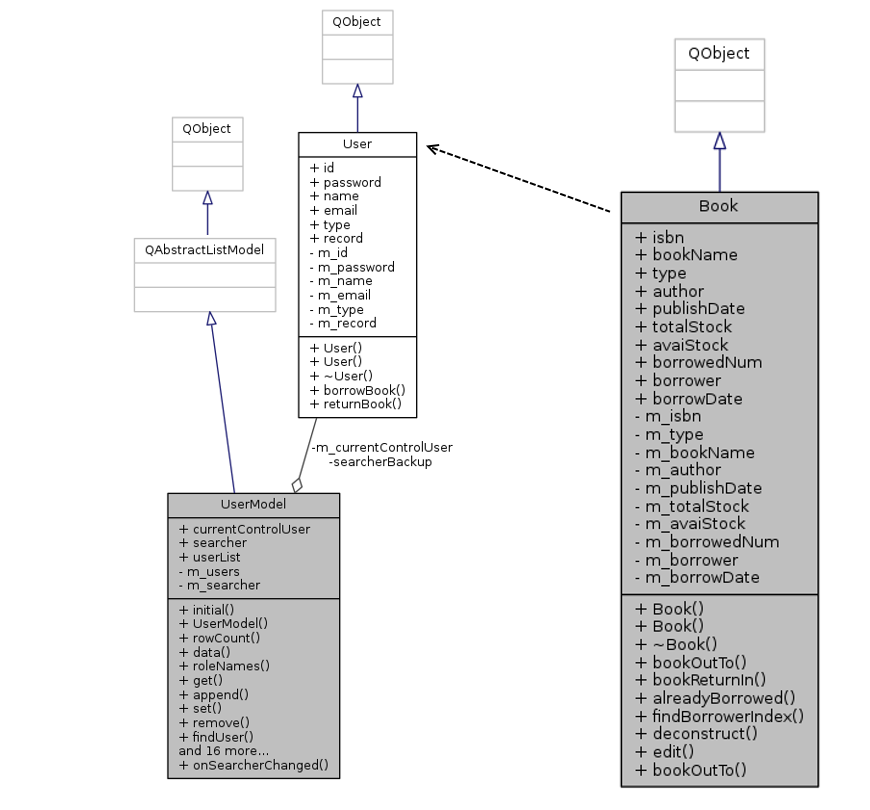 QObject
User
+ id
+ password
+ name
+ email
+ type
+ record
- m_id
- m_password
- m_name
- m_email
- m_type
- m_record
+ User()
+ User()
+ ~User()
+ borrowBook()
+ returnBook()
QObject
QAbstractListModel
-m_currentControlUser
-searcherBackup
UserModel
+ currentControlUser
+ searcher
+ userList
- m_users
- m_searcher
+ initial()
+ UserModel()
+ rowCount()
+ data()
+ roleNames()
+ get()
+ append()
+ set()
+ remove()
+ findUser()
and 16 more...
+ onSearcherChanged()
QObject
Book
+ isbn
+ bookName
+ type
+ author
+ publishDate
+ totalStock
+ avaiStock
+ borrowedNum
+ borrower
+ borrowDate
- m_isbn
- m_type
- m_bookName
- m_author
- m_publishDate
- m_totalStock
- m_avaiStock
- m_borrowedNum
- m_borrower
- m_borrowDate
+ Book()
+ Book()
+ ~Book()
+ bookOutTo()
+ bookReturnIn()
+ alreadyBorrowed()
+ findBorrowerIndex()
+ deconstruct()
+ edit()
+ bookOutTo()